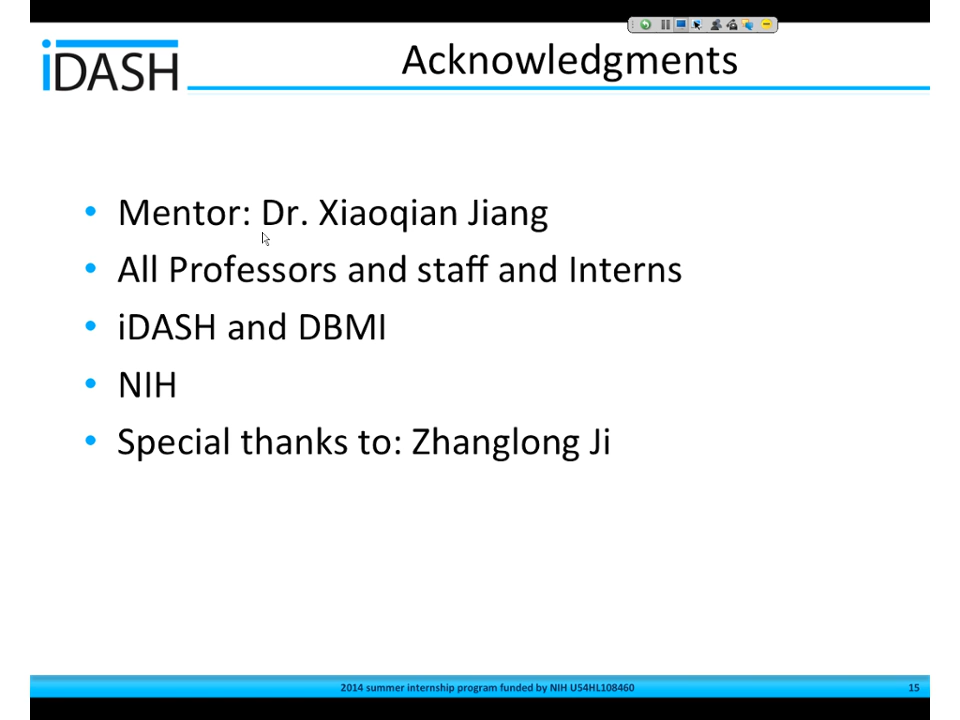 iDASH
Acknowledgments
• Mentor: Dr. Xiaoqian Jiang
• All Professors and staff and Interns
• iDASH and DBMI
• NIH
• Special thanks to: Zhanglong Ji
2014 summer internship program funded by NIH U54HL108460
15